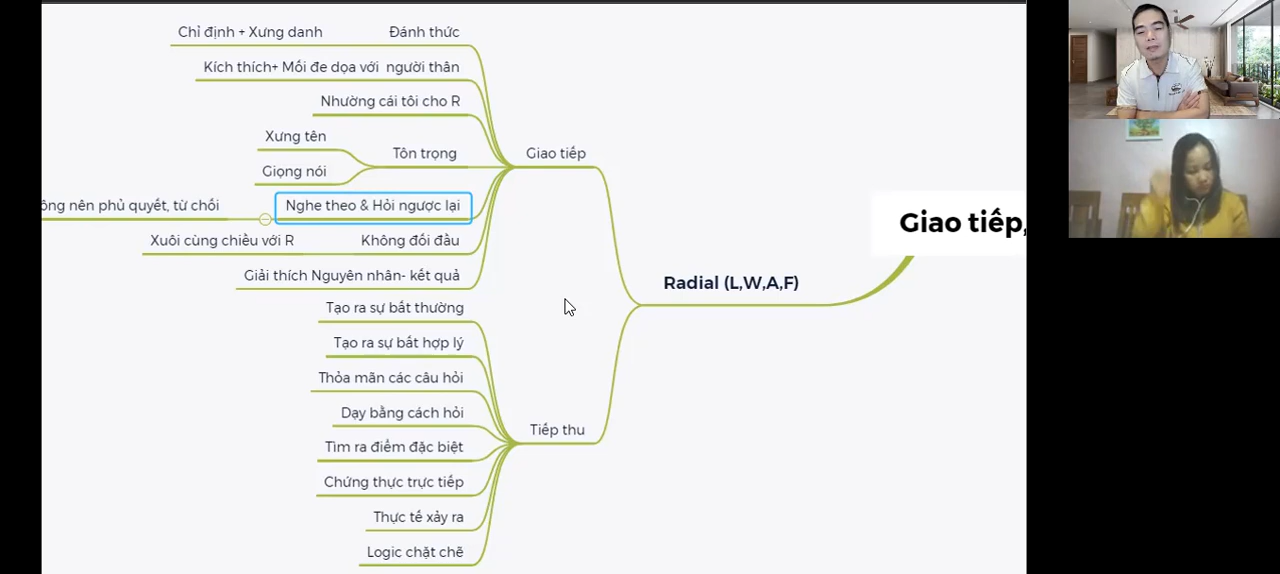 Chỉ định + Xưng danh
Đánh thức
Kích thích+ Mối đe dọa với người thân
Nhường cái tôi cho R
Xưng tên
Giọng nói
Tôn trọng
Giao tiếp
nên phủ quyết, từ chối
Nghe theo & Hỏi ngược lại
Xuôi cùng chiều với R
Không đối đầu
Giải thích Nguyên nhân- kết quả
Giao tiếp,
Radial (L,W,A,F)
Tạo ra sự bất thường
Tạo ra sự bất hợp lý
Thỏa mãn các câu hỏi
Dạy bằng cách hỏi
Tiếp thu
Tìm ra điểm đặc biệt
Chứng thực trực tiếp
Thực tế xảy ra
Logic chặt chẽ